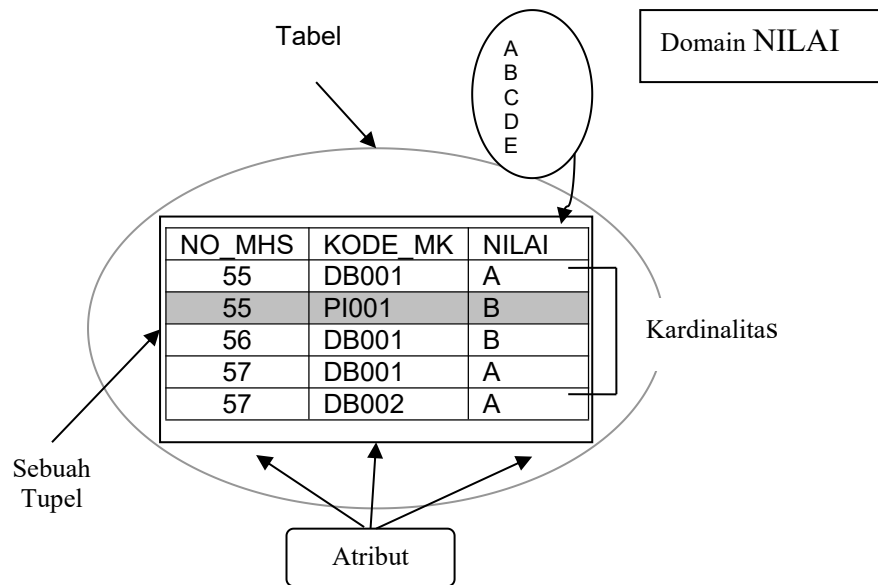 Tabel
A
B
C
D
E
Domain NILAI
NO_MHS KODE_MK NILAI
55 DB001 A
55 PI001 B
56 DB001 B
57 DB001 A
57 DB002 A
Kardinalitas
Sebuah
Tupel
Atribut